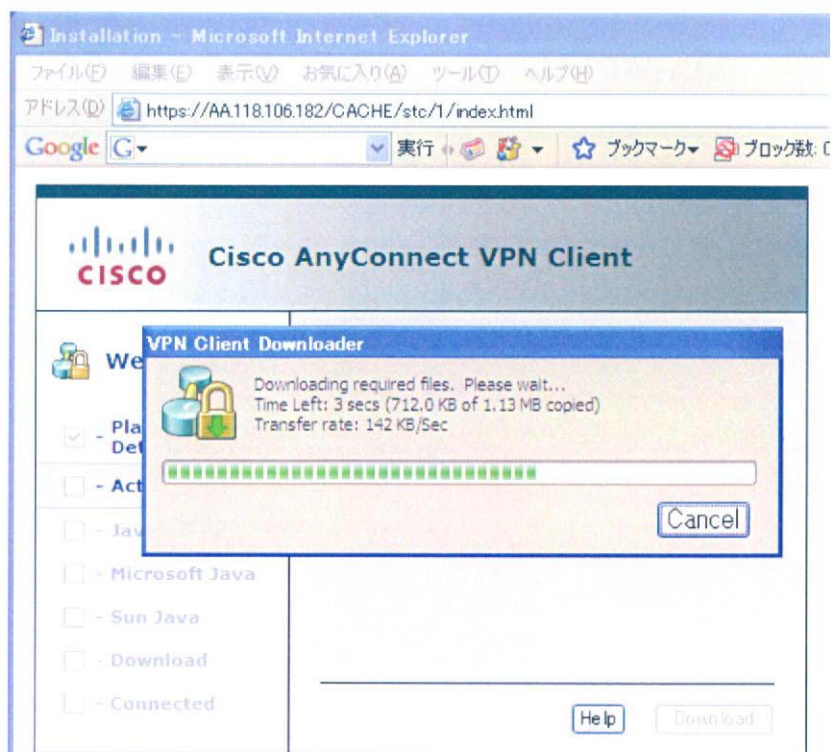 Installation - Microsoft Internet Explorer
ファイル(F) 編集(E) 表示(V) お気に入り(A) ツール(T) ヘルプ(H)
アドレス(D) https://AA.118.106.182/CACHE/stc/1/index.html
Google G 実行 ブックマーク ブロック数:
CISCO
Cisco AnyConnect VPN Client
We
VPN Client Downloader
Downloading required files. Please wait...
Time Left: 3 secs (712.0 KB of 1.13 MB copied)
Transfer rate: 142 KB/Sec
Cancel
- Pla
Det
- Act
- Jav
- Microsoft Java
- Sun Java
- Download
- Connected
Help Download